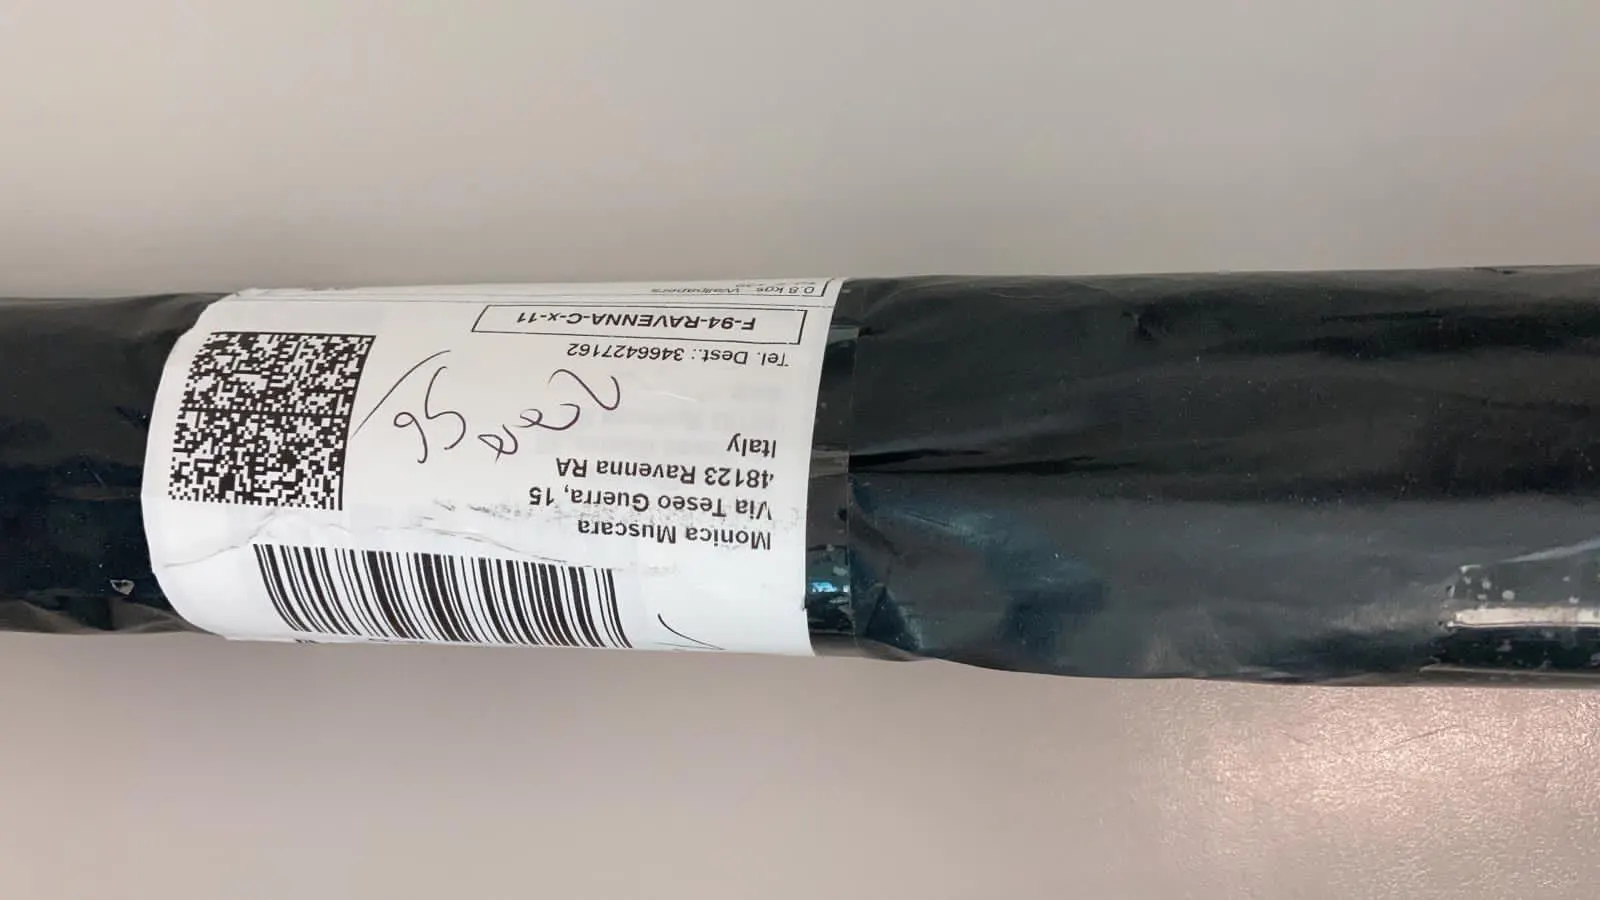 Monica Muscara
Via Teseo Guerra, 15
48123 Ravenna RA
Italy
Tel. Dest.: 3466427162
F-94-RAVENNA-C-x-11
0.8 kgs. Wallpapers